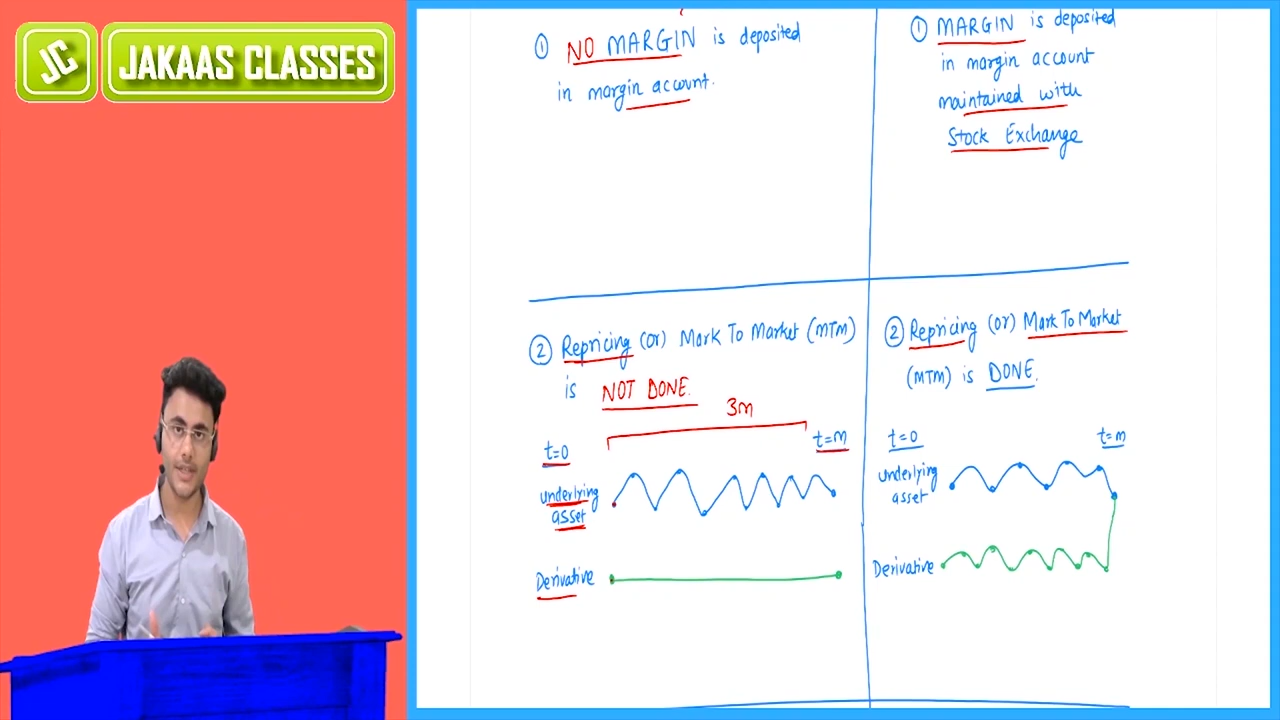 JC
JAKAAS CLASSES
① NO MARGIN is deposited
in margin account.
① MARGIN is deposited
in margin account
maintained with
Stock Exchange
② Repricing (or) Mark To Market (MTM)
is NOT DONE.
3m
t=0
t=m
underlying
asset
Derivative
② Repricing (or) Mark To Market
(MTM) is DONE.
t=0
t=m
underlying
asset
Derivative